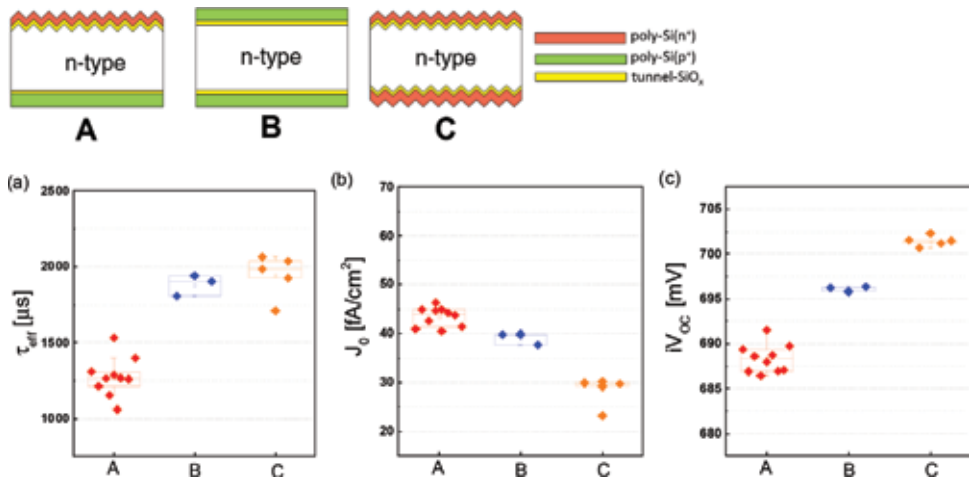 n-type
n-type
n-type
poly-Si(n⁺)
poly-Si(p⁺)
tunnel-SiOₓ
A
B
C
(a)
2500
2000
1500
1000
τeff [μs]
A
B
C
(b)
70
60
50
40
30
20
J₀ [fA/cm²]
A
B
C
(c)
705
700
695
690
685
680
iVOC [mV]
A
B
C